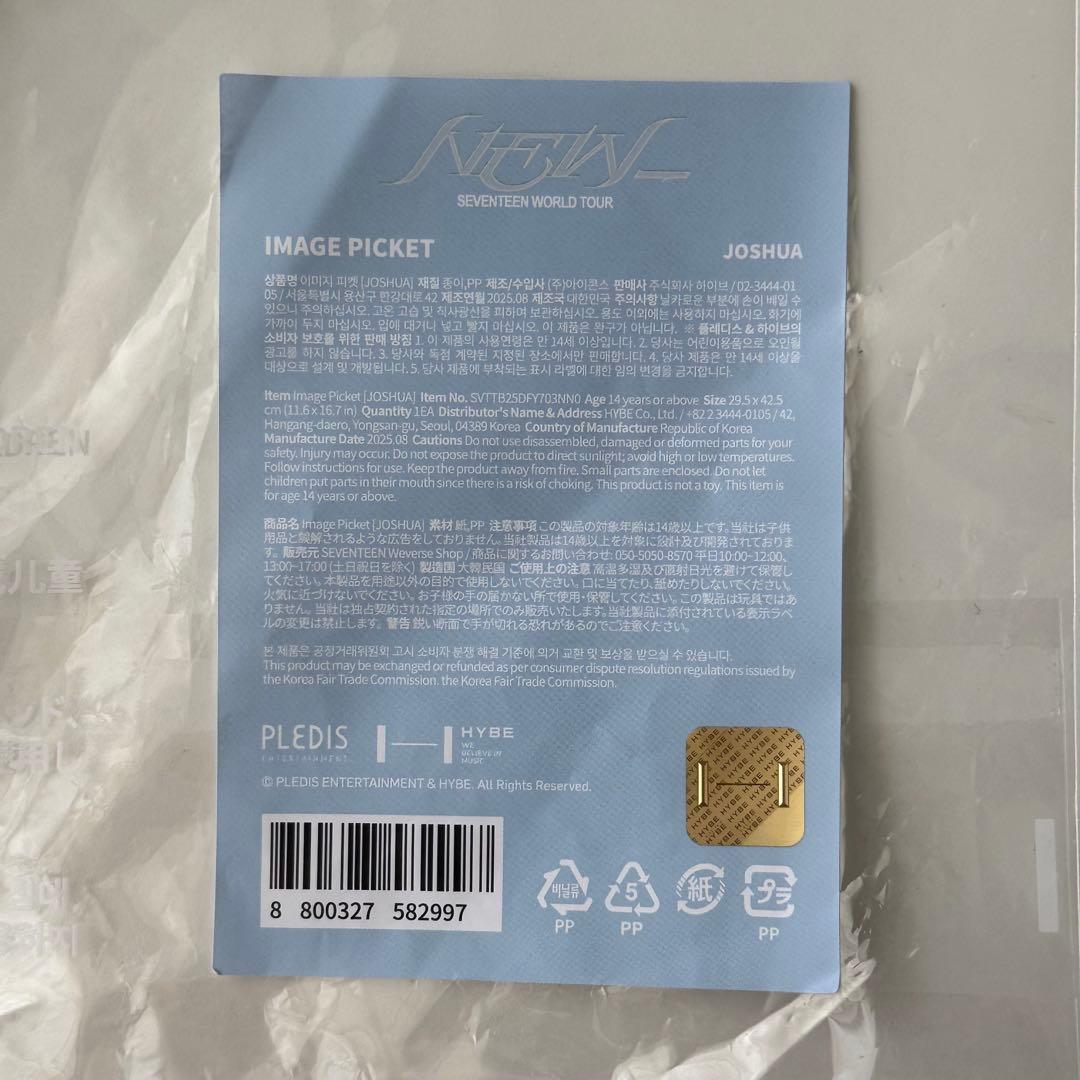 NEW_
SEVENTEEN WORLD TOUR
IMAGE PICKET
JOSHUA
상품명 이미지 피켓 [JOSHUA] 재질 종이,PP 제조/수입사 (주)아이콘스 판매사 주식회사 하이브 / 02-3444-01
05 / 서울특별시 용산구 한강대로 42 제조연월 2025.08 제조국 대한민국 주의사항 날카로운 부분에 손이 베일 수
있으니 주의하십시오. 고온 고습 및 직사광선을 피하여 보관하십시오. 용도 이외에는 사용하지 마십시오. 화기에
가까이 두지 마십시오. 입에 대거나 넣고 빨지 마십시오. 이 제품은 완구가 아닙니다. ※ 플레디스 & 하이브의
소비자 보호를 위한 판매 방침 1. 이 제품의 사용연령은 만 14세 이상입니다. 2. 당사는 어린이용품으로 오인될
광고를 하지 않습니다. 3. 당사와 독점 계약된 지정된 장소에서만 판매합니다. 4. 당사 제품은 만 14세 이상을
대상으로 설계 및 개발됩니다. 5. 당사 제품에 부착되는 표시 라벨에 대한 임의 변경을 금지합니다.
Item Image Picket [JOSHUA] Item No. SVTTB25DFY703NN0 Age 14 years or above Size 29.5 x 42.5
cm (11.6 x 16.7 in) Quantity 1EA Distributor's Name & Address HYBE Co., Ltd. / +82 2 3444-0105 / 42,
Hangang-daero, Yongsan-gu, Seoul, 04389 Korea Country of Manufacture Republic of Korea
Manufacture Date 2025.08 Cautions Do not use disassembled, damaged or deformed parts for your
safety. Injury may occur. Do not expose the product to direct sunlight; avoid high or low temperatures.
Follow instructions for use. Keep the product away from fire. Small parts are enclosed. Do not let
children put parts in their mouth since there is a risk of choking. This product is not a toy. This item is
for age 14 years or above.
商品名 Image Picket [JOSHUA] 素材 紙,PP 注意事項 この製品の対象年齢は14歳以上です。当社は子供
用品と誤解されるような広告をしておりません。当社製品は14歳以上を対象に設計及び開発されておりま
す。販売元 SEVENTEEN Weverse Shop / 商品に関するお問い合わせ: 050-5050-8570 平日10:00~12:00,
13:00~17:00 (土日祝日を除く) 製造国 大韓民国 ご使用上の注意 高温多湿及び直射日光を避けて保管し
てください。本製品を用途以外の目的で使用しないでください。口に当てたり、舐めたりしないでください。
火気に近づけないでください。お子様の手の届かない所で使用・保管してください。この製品は玩具ではあ
りません。当社は独占契約された指定の場所でのみ販売いたします。当社製品に添付されている表示ラベ
ルの変更は禁止します。警告 鋭い断面で手が切れる恐れがあるのでご注意ください。
본 제품은 공정거래위원회 고시 소비자 분쟁 해결 기준에 의거 교환 및 보상을 받으실 수 있습니다.
This product may be exchanged or refunded as per consumer dispute resolution regulations issued by
the Korea Fair Trade Commission. the Korea Fair Trade Commission.
PLEDIS
ENTERTAINMENT
HYBE
WE
BELIEVE IN
MUSIC
© PLEDIS ENTERTAINMENT & HYBE. All Rights Reserved.
8 800327 582997
비닐류
PP
5
PP
紙
プラ
PP
儿童